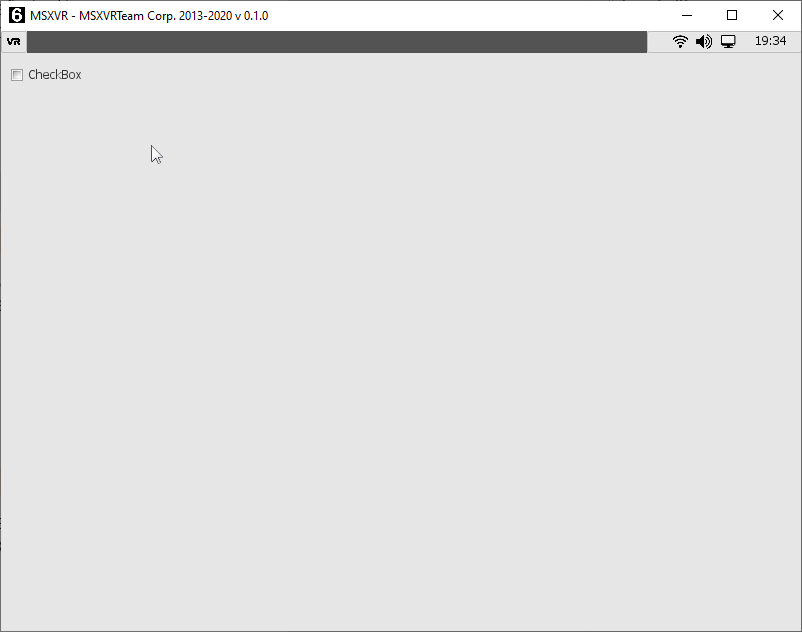 6 MSXVR - MSXVRTeam Corp. 2013-2020 v 0.1.0
VR 19:34
CheckBox